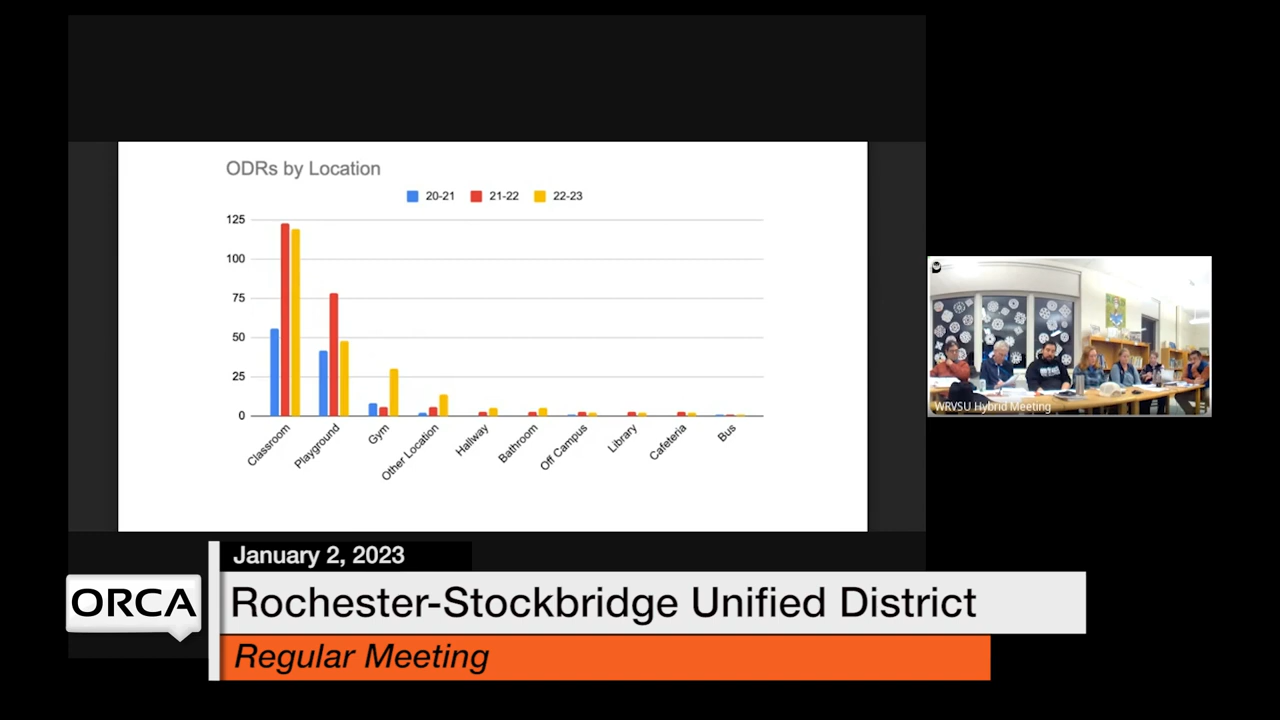 ODRs by Location
20-21 21-22 22-23
125
100
75
50
25
0
Classroom
Playground
Gym
Other Location
Hallway
Bathroom
Off Campus
Library
Cafeteria
Bus
WRVSU Hybrid Meeting
January 2, 2023
ORCA
Rochester-Stockbridge Unified District
Regular Meeting